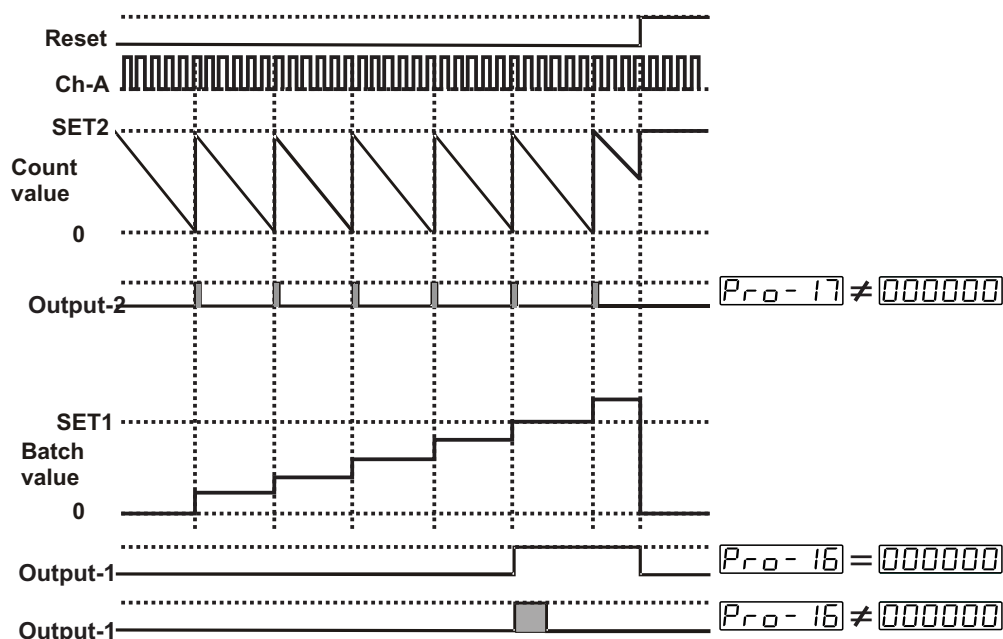 Reset
Ch-A
SET2
Count
value
0
Output-2
Pro-17 ≠ 000000
SET1
Batch
value
0
Output-1
Pro-16 = 000000
Output-1
Pro-16 ≠ 000000